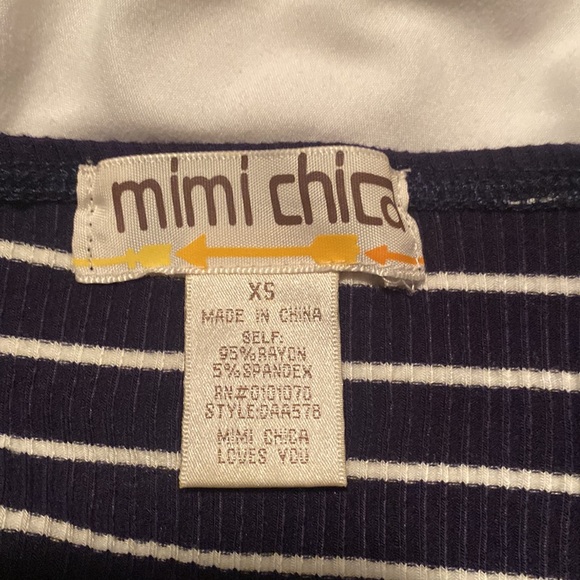 mimi chica
XS
MADE IN CHINA
SELF:
95%RAYON
5%SPANDEX
RN#0101070
STYLE:DAA578
MIMI CHICA
LOVES YOU